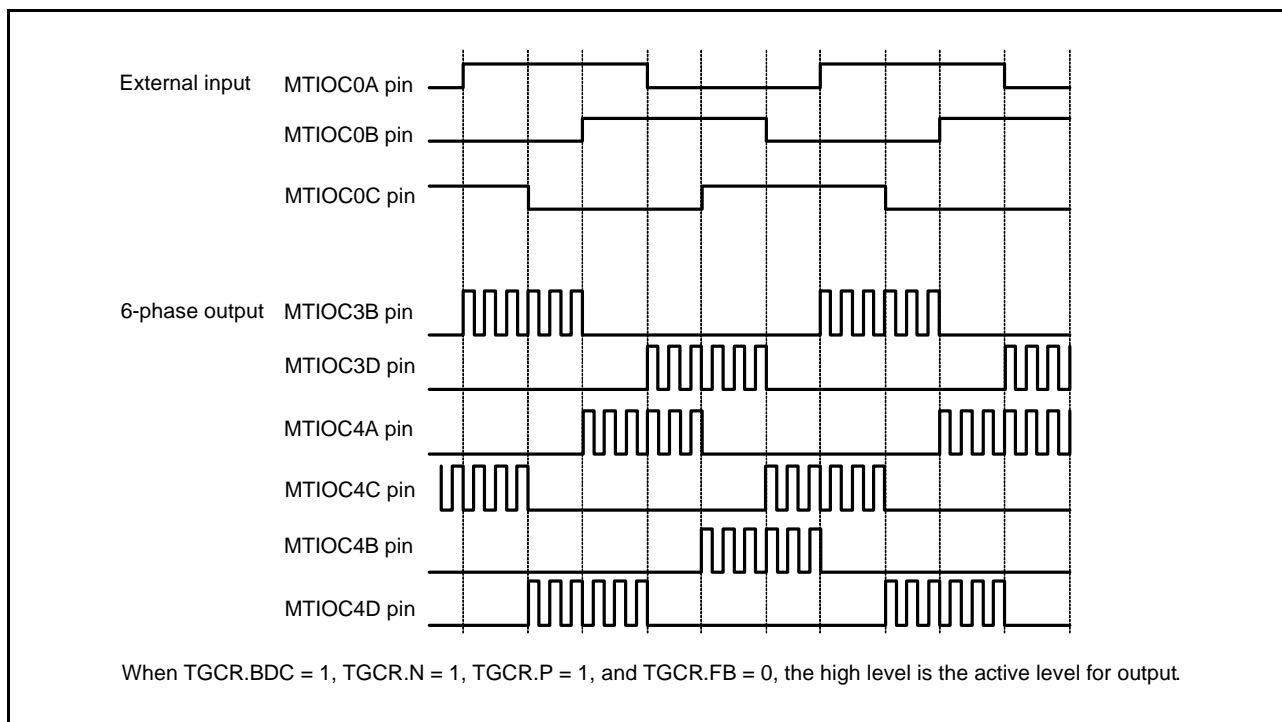 External input MTIOC0A pin
MTIOC0B pin
MTIOC0C pin
6-phase output MTIOC3B pin
MTIOC3D pin
MTIOC4A pin
MTIOC4C pin
MTIOC4B pin
MTIOC4D pin
When TGCR.BDC = 1, TGCR.N = 1, TGCR.P = 1, and TGCR.FB = 0, the high level is the active level for output.